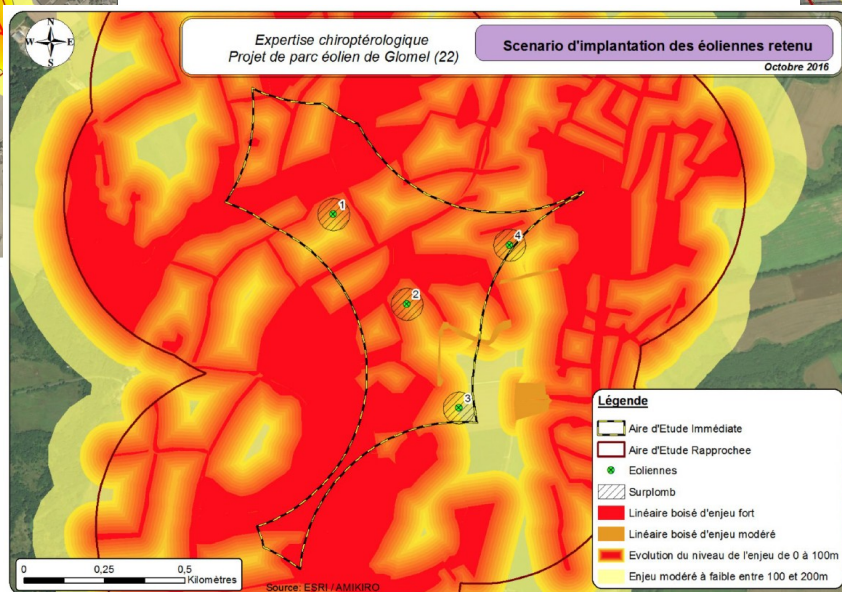 N
W E
S
Expertise chiroptérologique
Projet de parc éolien de Glomel (22)
Scenario d'implantation des éoliennes retenu
Octobre 2016
1
4
2
3
Légende
Aire d'Etude Immédiate
Aire d'Etude Rapprochee
Eoliennes
Surplomb
Linéaire boisé d'enjeu fort
Linéaire boisé d'enjeu modéré
Evolution du niveau de l'enjeu de 0 à 100m
Enjeu modéré à faible entre 100 et 200m
0 0,25 0,5
Kilomètres
Source: ESRI / AMIKIRO